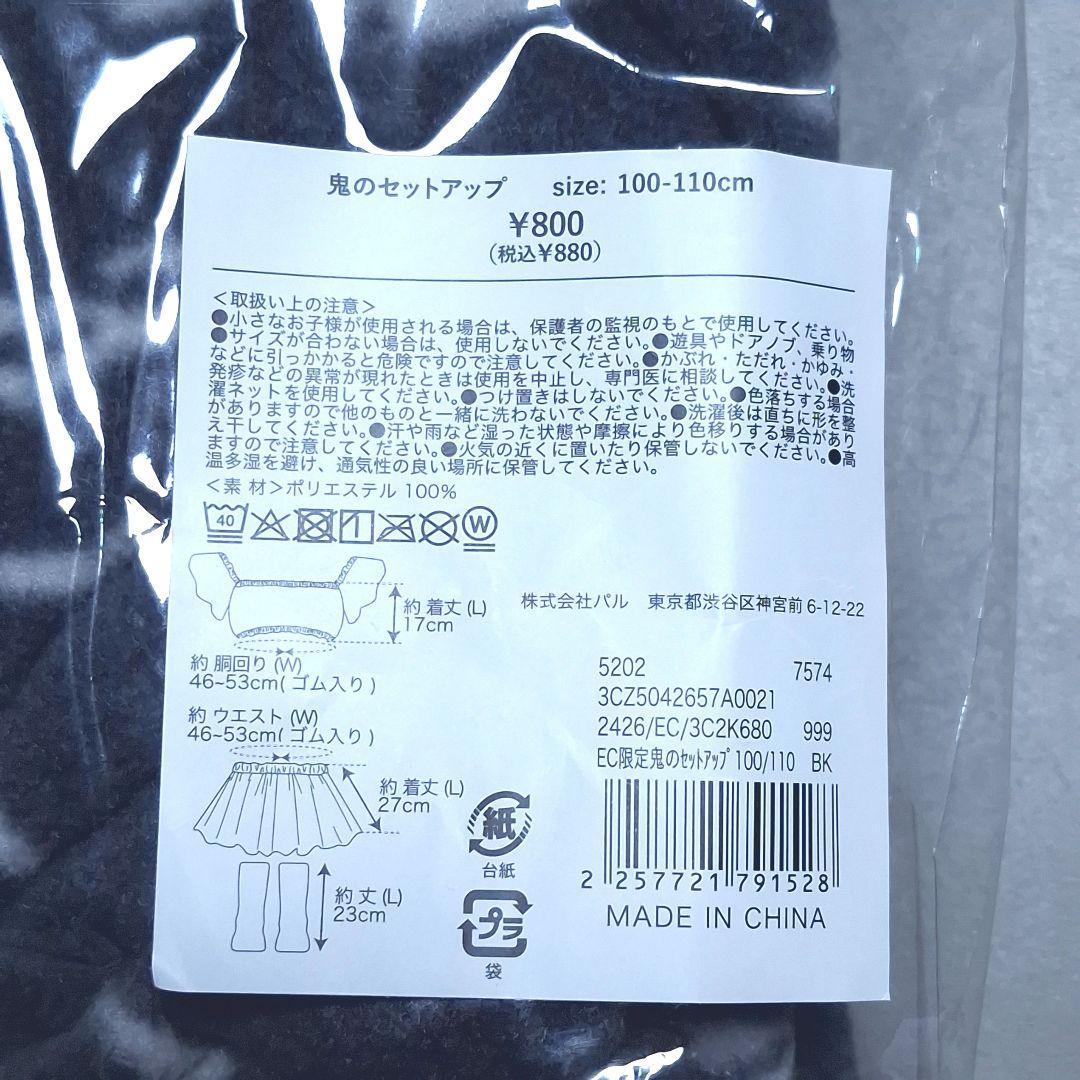 鬼のセットアップ size: 100-110cm
¥800
(税込¥880)
＜取扱い上の注意＞
●小さなお子様が使用される場合は、保護者の監視のもとで使用してください。
●サイズが合わない場合は、使用しないでください。●遊具やドアノブ、乗り物
などに引っかかると危険ですので注意してください。●かぶれ・ただれ・かゆみ・
発疹などの異常が現れたときは使用を中止し、専門医に相談してください。●洗
濯ネットを使用してください。●つけ置きはしないでください。●色落ちする場合
がありますので他のものと一緒に洗わないでください。●洗濯後は直ちに形を整
え干してください。●汗や雨など湿った状態や摩擦により色移りする場合があり
ますので注意してください。●火気の近くに置いたり保管しないでください。●高
温多湿を避け、通気性の良い場所に保管してください。
＜素 材＞ポリエステル 100%
40
W
約 着丈 (L)
17cm
株式会社パル 東京都渋谷区神宮前 6-12-22
約 胴回り (W)
46~53cm( ゴム入り )
約 ウエスト (W)
46~53cm( ゴム入り )
約 着丈 (L)
27cm
約 丈 (L)
23cm
5202 7574
3CZ5042657A0021
2426/EC/3C2K680 999
EC限定鬼のセットアップ 100/110 BK
紙
台紙
プラ
袋
2 257721 791528
MADE IN CHINA